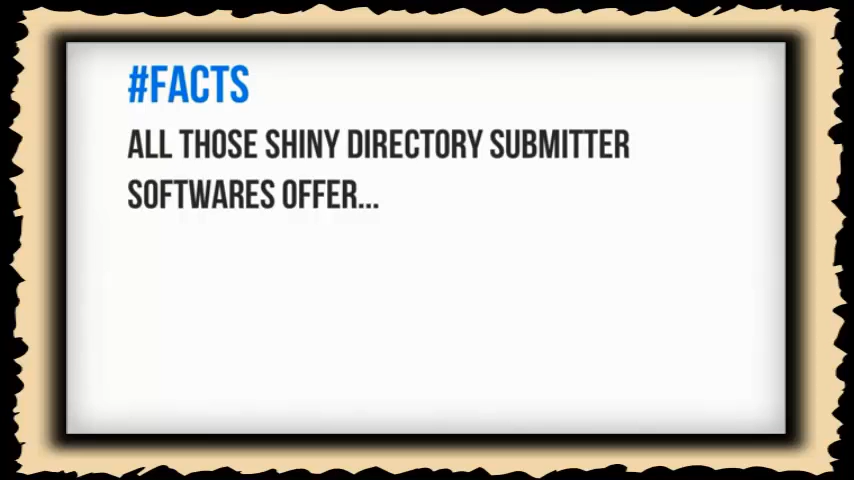 #FACTS
ALL THOSE SHINY DIRECTORY SUBMITTER
SOFTWARES OFFER...